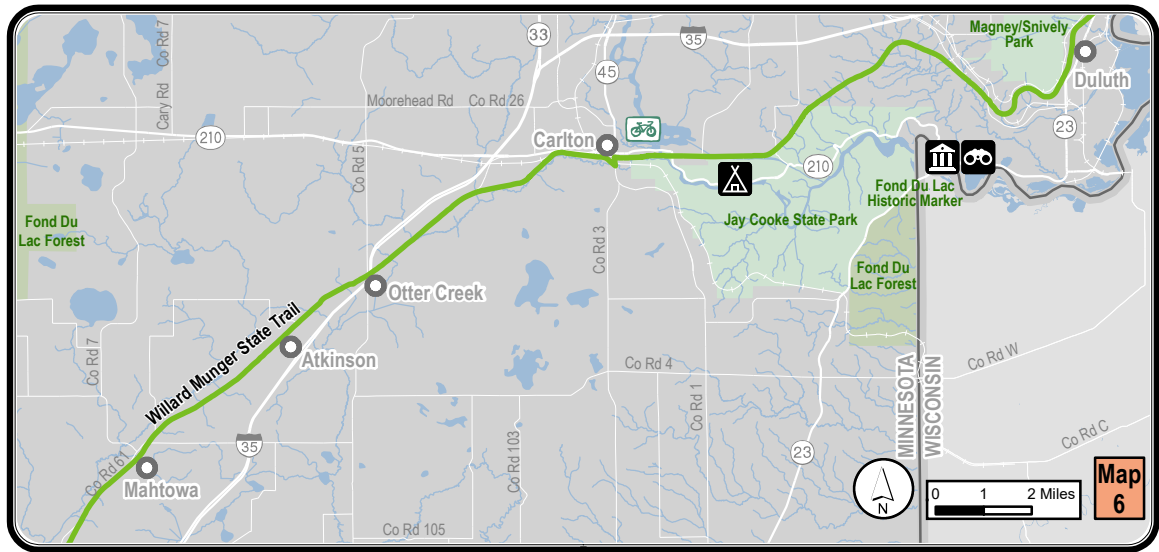 Co Rd 7
33
35
Magney/Snively
Park
Duluth
45
Cary Rd
Moorehead Rd
Co Rd 26
210
Co Rd 5
Carlton
23
210
Fond Du Lac
Historic Marker
Jay Cooke State Park
Fond Du
Lac Forest
Co Rd 3
Fond Du
Lac Forest
Otter Creek
Willard Munger State Trail
Atkinson
Co Rd 7
Co Rd 4
Co Rd W
MINNESOTA
WISCONSIN
Co Rd 1
Co Rd C
35
Co Rd 103
23
Co Rd 61
Mahtowa
Co Rd 105
N
0 1 2 Miles
Map
6